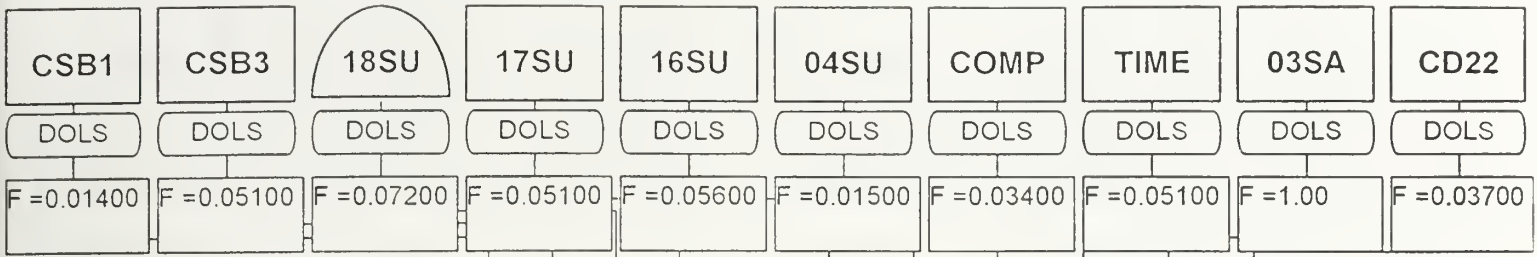 CSB1 CSB3 18SU 17SU 16SU 04SU COMP TIME 03SA CD22
DOLS DOLS DOLS DOLS DOLS DOLS DOLS DOLS DOLS DOLS
F =0.01400 F =0.05100 F =0.07200 F =0.05100 F =0.05600 F =0.01500 F =0.03400 F =0.05100 F =1.00 F =0.03700